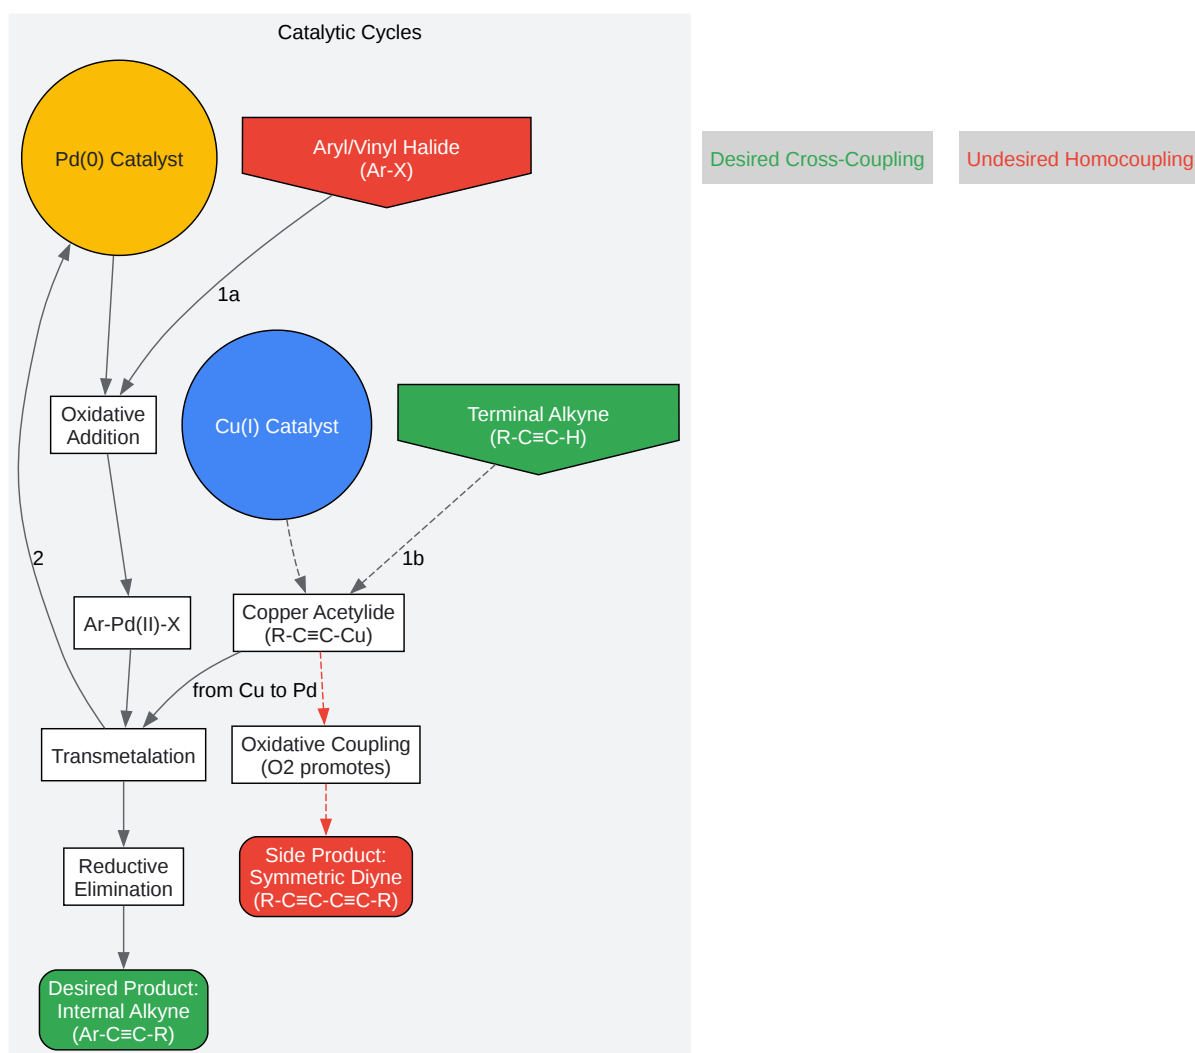 Catalytic Cycles
Pd(0) Catalyst
Aryl/Vinyl Halide
(Ar-X)
Desired Cross-Coupling
Undesired Homocoupling
1a
Oxidative
Addition
Cu(I) Catalyst
Terminal Alkyne
(R-C≡C-H)
2
1b
Ar-Pd(II)-X
Copper Acetylide
(R-C≡C-Cu)
from Cu to Pd
Transmetalation
Oxidative Coupling
(O2 promotes)
Reductive
Elimination
Side Product:
Symmetric Diyne
(R-C≡C-C≡C-R)
Desired Product:
Internal Alkyne
(Ar-C≡C-R)